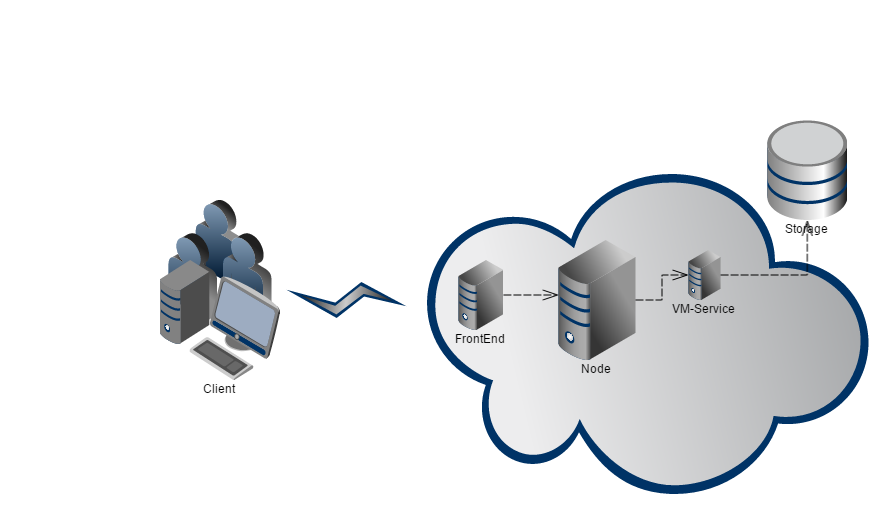 Storage
VM-Service
FrontEnd
Node
Client